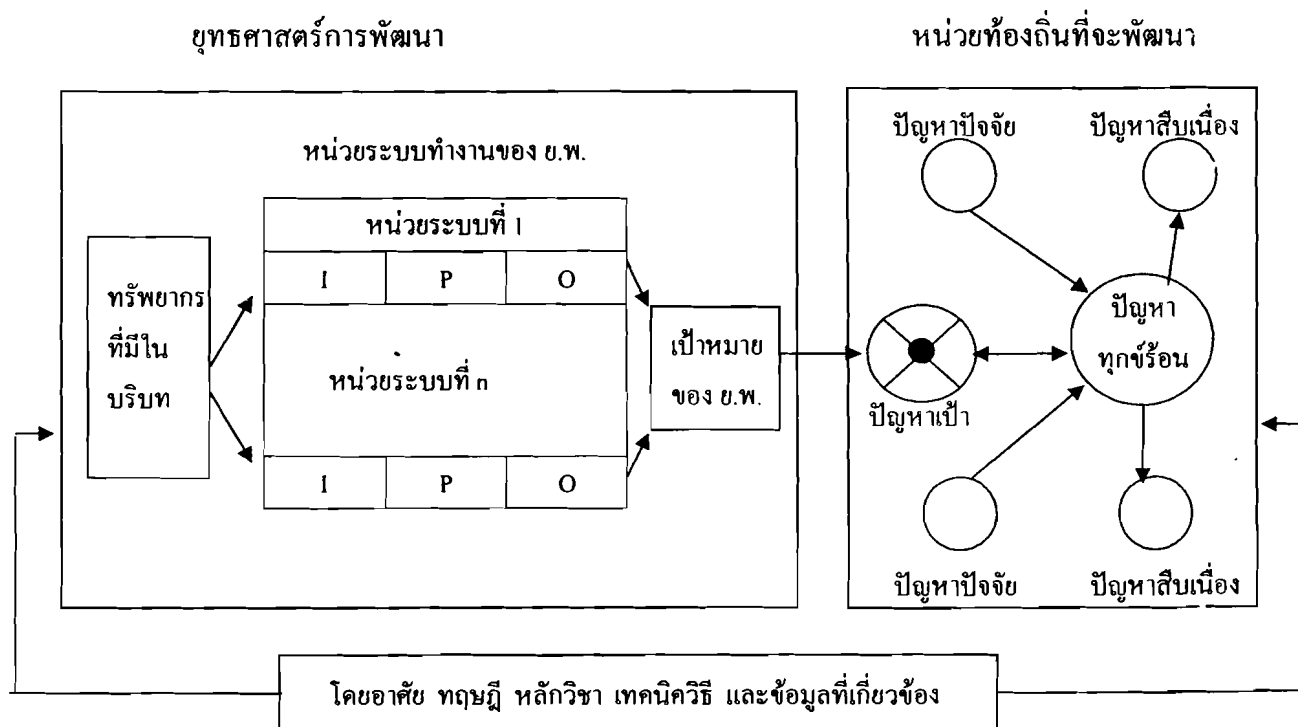 ยุทธศาสตร์การพัฒนา
หน่วยท้องถิ่นที่จะพัฒนา
หน่วยระบบทำงานของ ย.พ.
ทรัพยากร
ที่มีใน
บริบท
หน่วยระบบที่ 1
I P O
หน่วยระบบที่ n
I P O
เป้าหมาย
ของ ย.พ.
ปัญหาปัจจัย
ปัญหาสืบเนื่อง
ปัญหา
ทุกข์ร้อน
ปัญหาเป้า
ปัญหาปัจจัย
ปัญหาสืบเนื่อง
โดยอาศัย ทฤษฎี หลักวิชา เทคนิควิธี และข้อมูลที่เกี่ยวข้อง